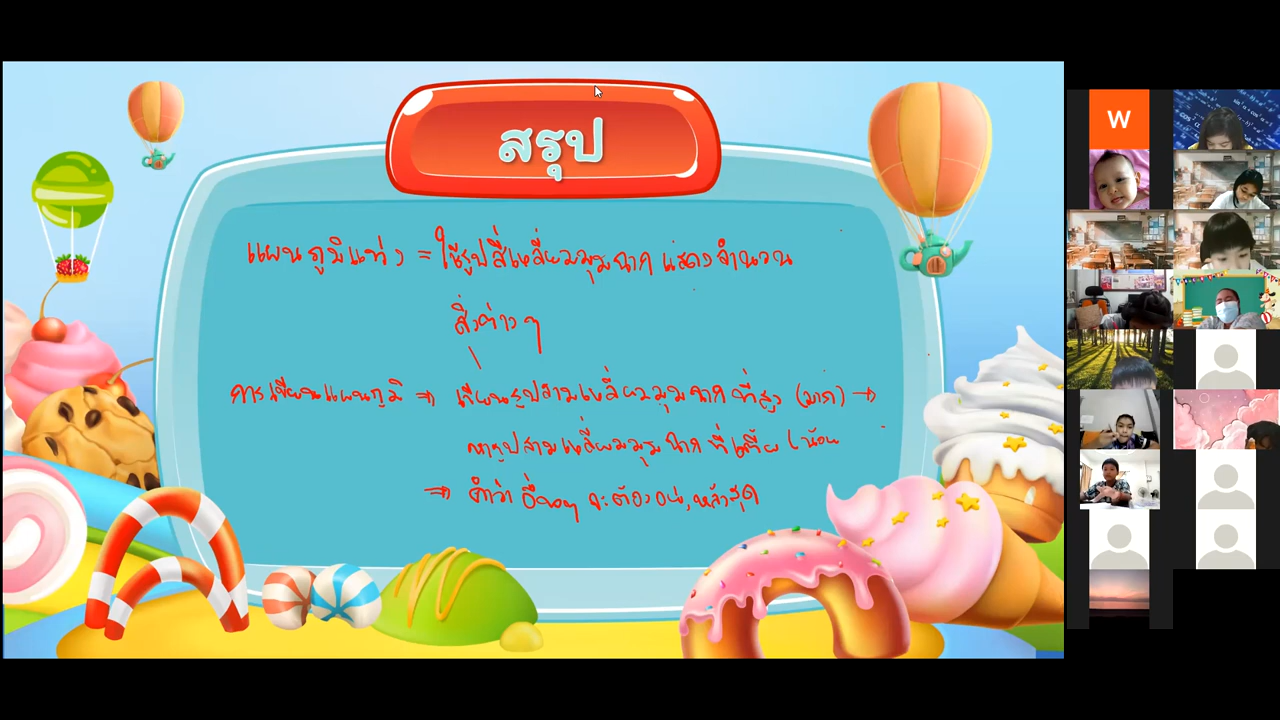 สรุป
แผนภูมิแท่ง = ใช้รูปสี่เหลี่ยมมุมฉาก แสดงจำนวน
สิ่งต่าง ๆ
การเขียนแผนภูมิ ⇒ เขียนรูปสามเหลี่ยมมุมฉาก ที่สูง (มาก) →
หารูปสามเหลี่ยมมุมฉาก ที่เตี้ย (น้อย
⇒ คำว่า อื่นๆ จะต้องอยู่หลังสุด
W